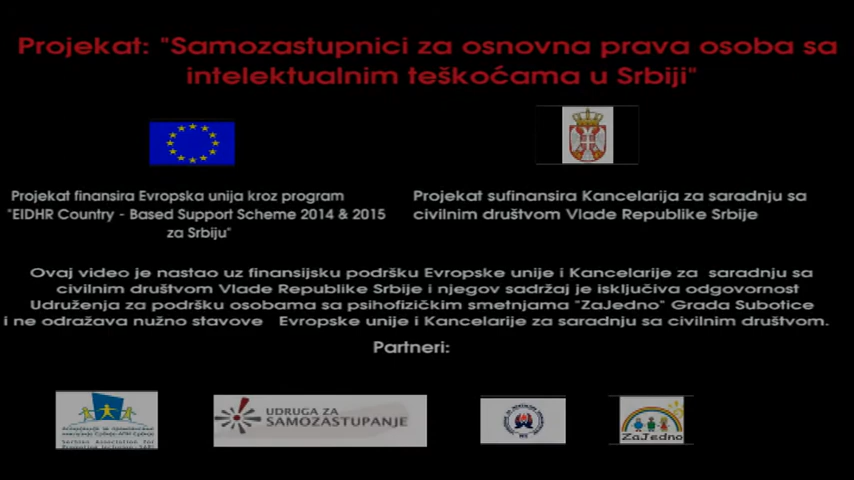 Projekat: "Samozastupnici za osnovna prava osoba sa
intelektualnim teškoćama u Srbiji"
Projekat finansira Evropska unija kroz program
"EIDHR Country - Based Support Scheme 2014 & 2015
za Srbiju"
Projekat sufinansira Kancelarija za saradnju sa
civilnim društvom Vlade Republike Srbije
Ovaj video je nastao uz finansijsku podršku Evropske unije i Kancelarije za saradnju sa
civilnim društvom Vlade Republike Srbije i njegov sadržaj je isključiva odgovornost
Udruženja za podršku osobama sa psihofizičkim smetnjama "ZaJedno" Grada Subotice
i ne odražava nužno stavove Evropske unije i Kancelarije za saradnju sa civilnim društvom.
Partneri:
Serbian Association for
UDRUGA ZA
SAMOZASTUPANJE
ZaJedno